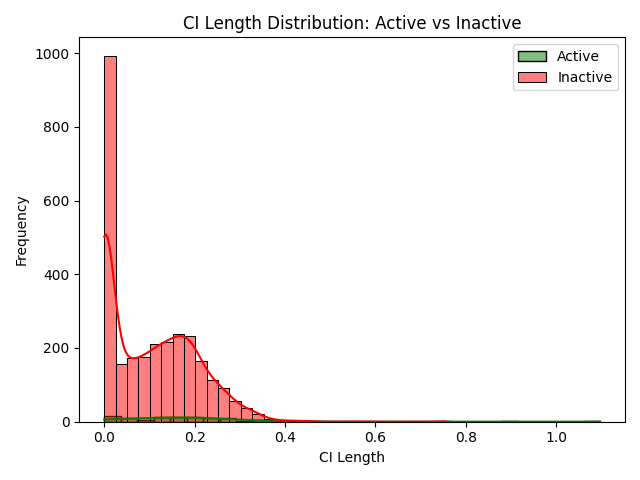 CI Length Distribution: Active vs Inactive
Active
Inactive
Frequency
1000
800
600
400
200
0
0.0 0.2 0.4 0.6 0.8 1.0
CI Length